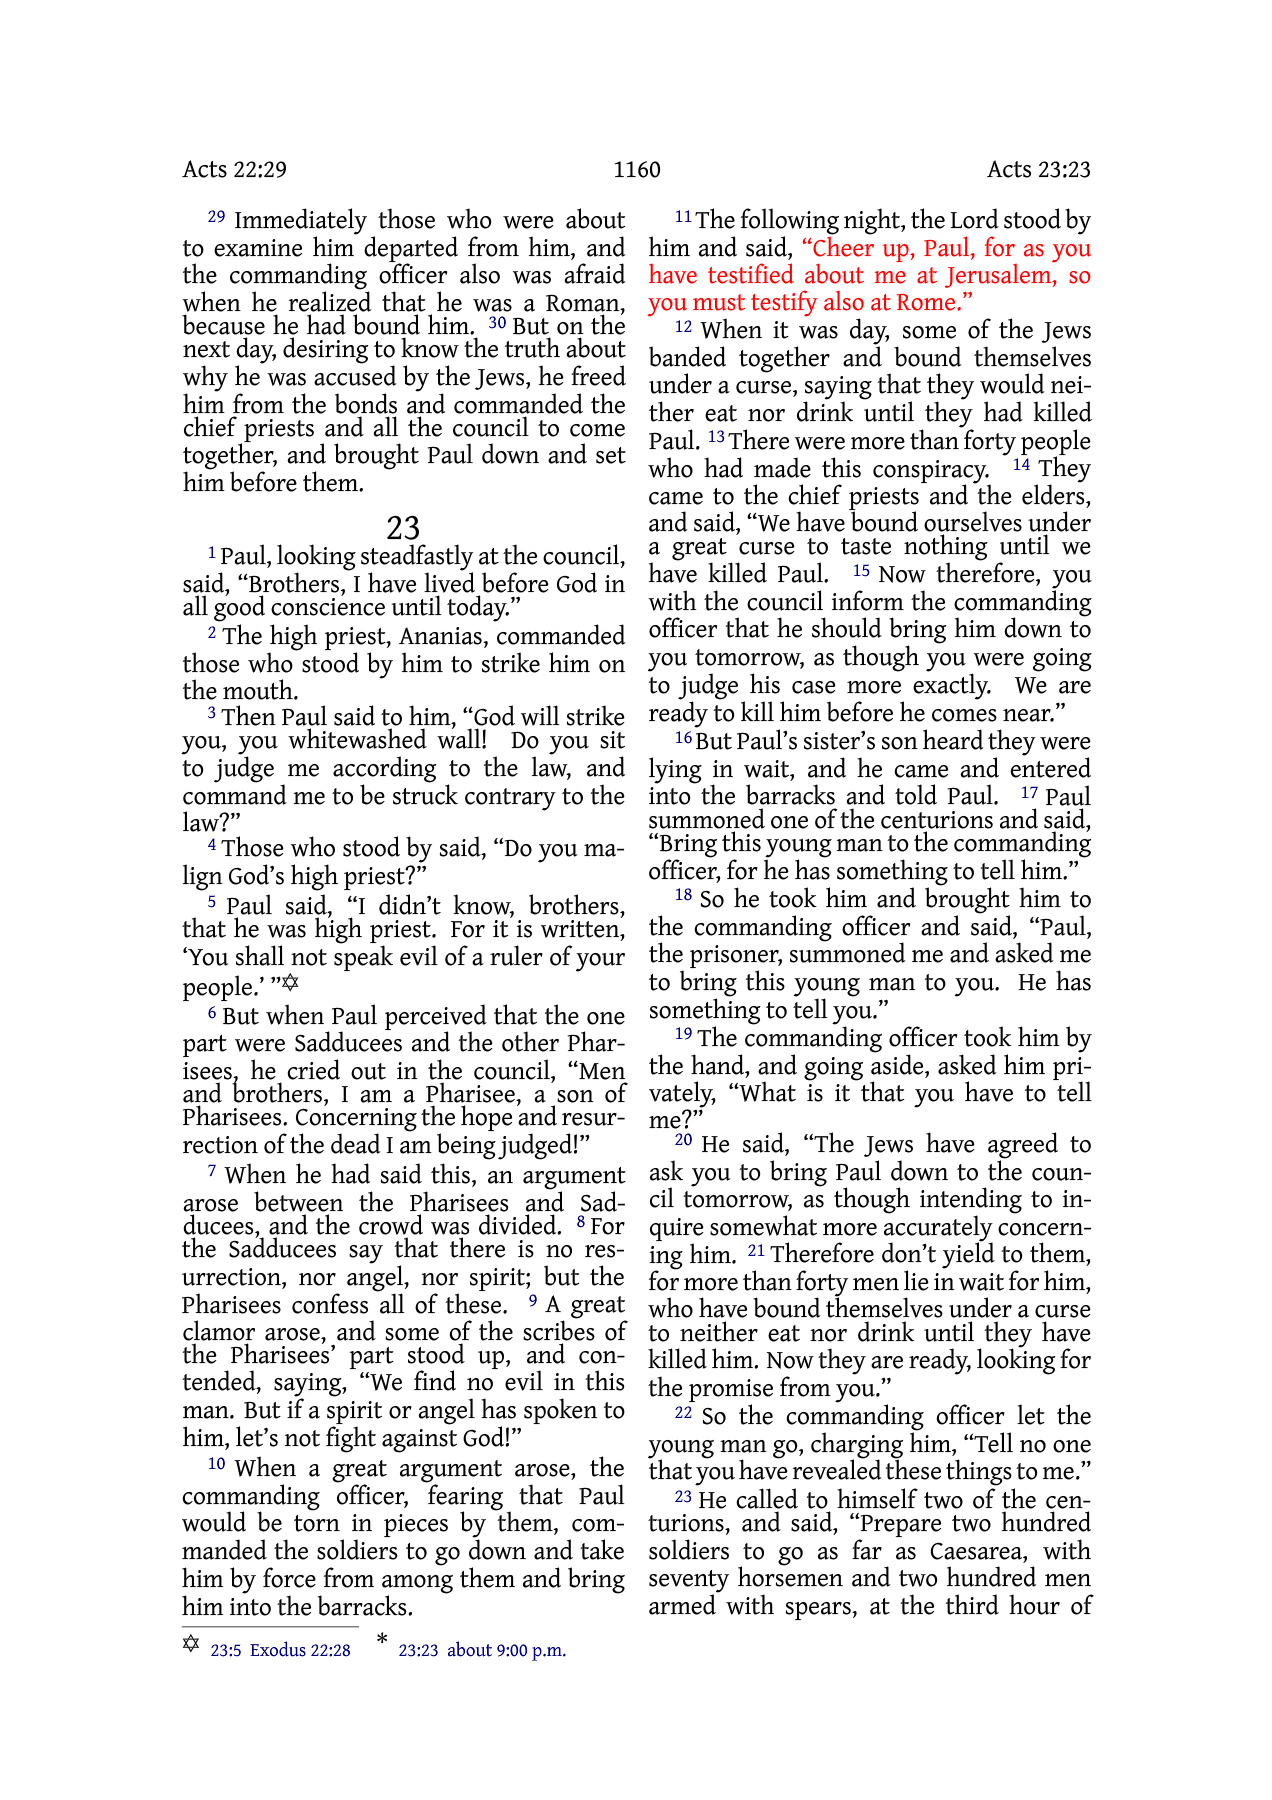 Acts 22:29 1160 Acts 23:23
29 Immediately those who were about
to examine him departed from him, and
the commanding officer also was afraid
when he realized that he was a Roman,
because he had bound him. 30 But on the
next day, desiring to know the truth about
why he was accused by the Jews, he freed
him from the bonds and commanded the
chief priests and all the council to come
together, and brought Paul down and set
him before them.
23
1 Paul, looking steadfastly at the council,
said, “Brothers, I have lived before God in
all good conscience until today.”
2 The high priest, Ananias, commanded
those who stood by him to strike him on
the mouth.
3 Then Paul said to him, “God will strike
you, you whitewashed wall! Do you sit
to judge me according to the law, and
command me to be struck contrary to the
law?”
4 Those who stood by said, “Do you ma-
lign God’s high priest?”
5 Paul said, “I didn’t know, brothers,
that he was high priest. For it is written,
‘You shall not speak evil of a ruler of your
people.’ ”✡
6 But when Paul perceived that the one
part were Sadducees and the other Phar-
isees, he cried out in the council, “Men
and brothers, I am a Pharisee, a son of
Pharisees. Concerning the hope and resur-
rection of the dead I am being judged!”
7 When he had said this, an argument
arose between the Pharisees and Sad-
ducees, and the crowd was divided. 8 For
the Sadducees say that there is no res-
urrection, nor angel, nor spirit; but the
Pharisees confess all of these. 9 A great
clamor arose, and some of the scribes of
the Pharisees’ part stood up, and con-
tended, saying, “We find no evil in this
man. But if a spirit or angel has spoken to
him, let’s not fight against God!”
10 When a great argument arose, the
commanding officer, fearing that Paul
would be torn in pieces by them, com-
manded the soldiers to go down and take
him by force from among them and bring
him into the barracks.
11 The following night, the Lord stood by
him and said, “Cheer up, Paul, for as you
have testified about me at Jerusalem, so
you must testify also at Rome.”
12 When it was day, some of the Jews
banded together and bound themselves
under a curse, saying that they would nei-
ther eat nor drink until they had killed
Paul. 13 There were more than forty people
who had made this conspiracy. 14 They
came to the chief priests and the elders,
and said, “We have bound ourselves under
a great curse to taste nothing until we
have killed Paul. 15 Now therefore, you
with the council inform the commanding
officer that he should bring him down to
you tomorrow, as though you were going
to judge his case more exactly. We are
ready to kill him before he comes near.”
16 But Paul’s sister’s son heard they were
lying in wait, and he came and entered
into the barracks and told Paul. 17 Paul
summoned one of the centurions and said,
“Bring this young man to the commanding
officer, for he has something to tell him.”
18 So he took him and brought him to
the commanding officer and said, “Paul,
the prisoner, summoned me and asked me
to bring this young man to you. He has
something to tell you.”
19 The commanding officer took him by
the hand, and going aside, asked him pri-
vately, “What is it that you have to tell
me?”
20 He said, “The Jews have agreed to
ask you to bring Paul down to the coun-
cil tomorrow, as though intending to in-
quire somewhat more accurately concern-
ing him. 21 Therefore don’t yield to them,
for more than forty men lie in wait for him,
who have bound themselves under a curse
to neither eat nor drink until they have
killed him. Now they are ready, looking for
the promise from you.”
22 So the commanding officer let the
young man go, charging him, “Tell no one
that you have revealed these things to me.”
23 He called to himself two of the cen-
turions, and said, “Prepare two hundred
soldiers to go as far as Caesarea, with
seventy horsemen and two hundred men
armed with spears, at the third hour of
✡ 23:5 Exodus 22:28 * 23:23 about 9:00 p.m.